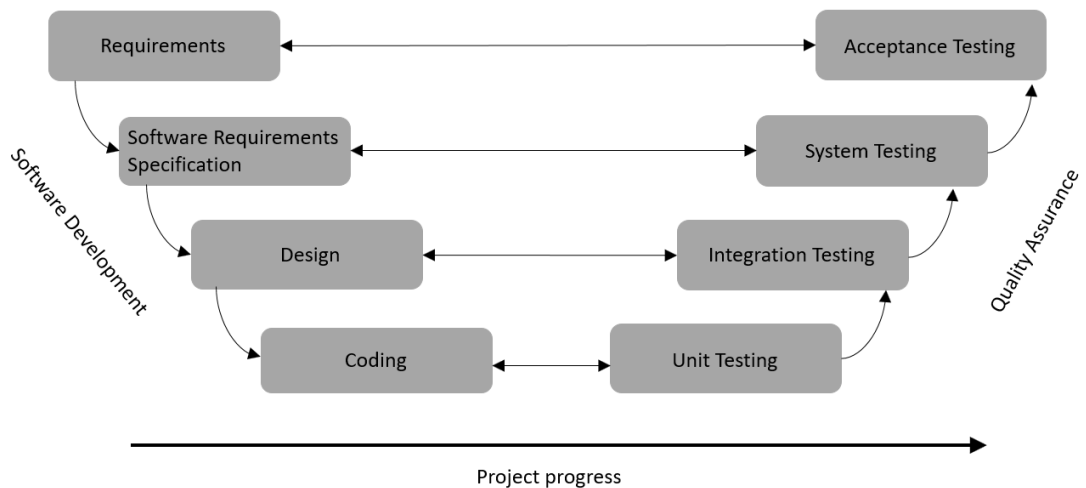 Requirements
Acceptance Testing
Software Requirements
Specification
System Testing
Software Development
Quality Assurance
Design
Integration Testing
Coding
Unit Testing
Project progress